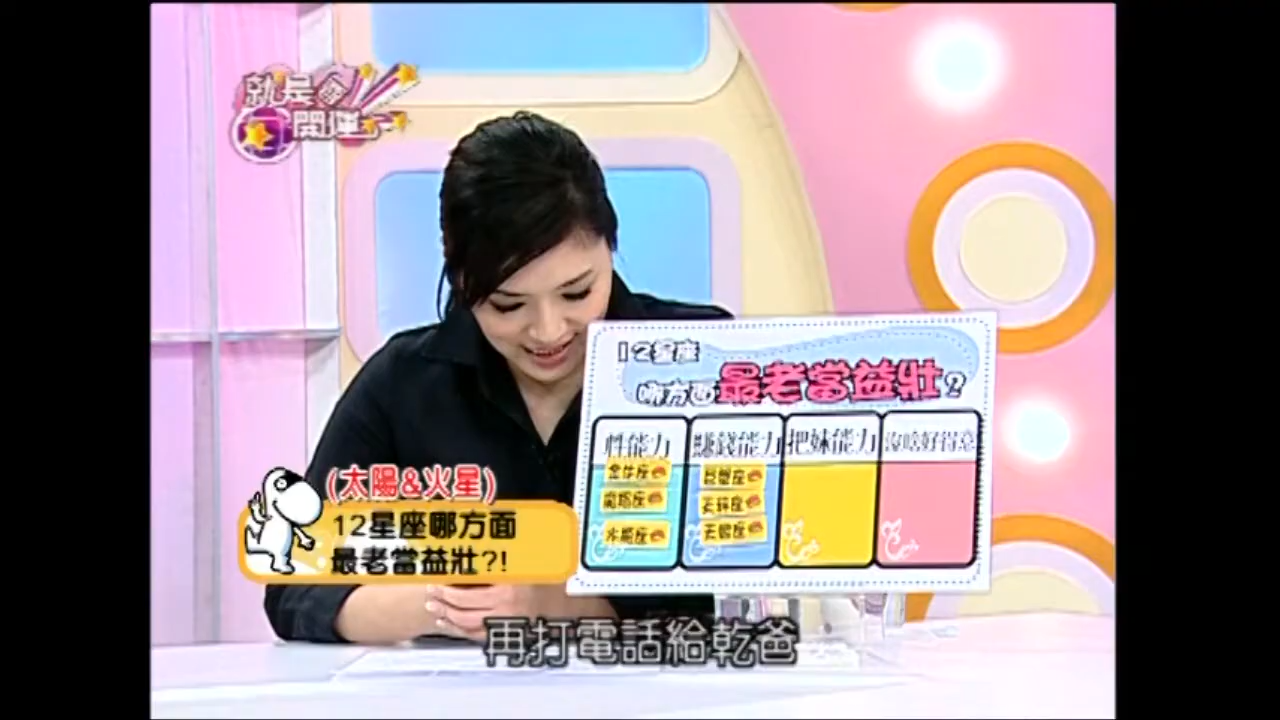 就是命
開運
12星座
哪方面最老當益壯?
性能力
賺錢能力
把妹能力
金牛座
巨蟹座
魔羯座
天秤座
水瓶座
天蠍座
(太陽&火星)
12星座哪方面
最老當益壯?!
再打電話給乾爸